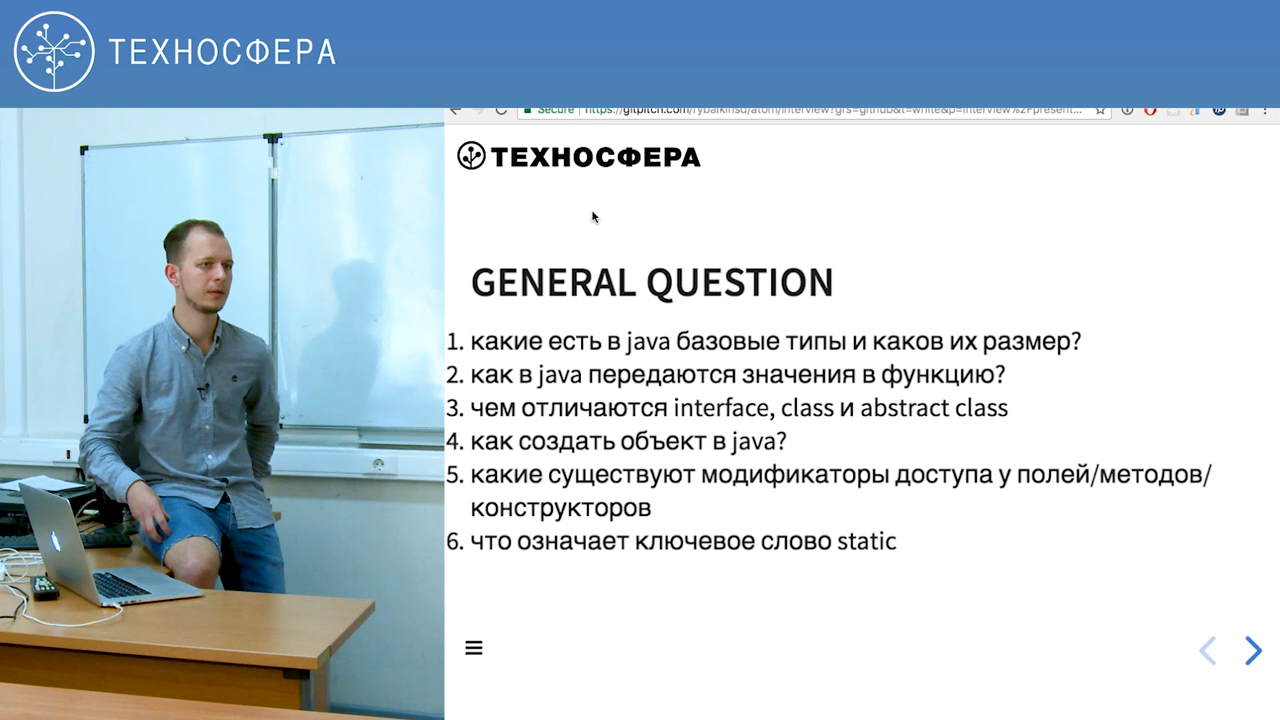 ТЕХНОСФЕРА
Secure
ТЕХНОСФЕРА
GENERAL QUESTION
1. какие есть в java базовые типы и каков их размер?
2. как в java передаются значения в функцию?
3. чем отличаются interface, class и abstract class
4. как создать объект в java?
5. какие существуют модификаторы доступа у полей/методов/
конструкторов
6. что означает ключевое слово static